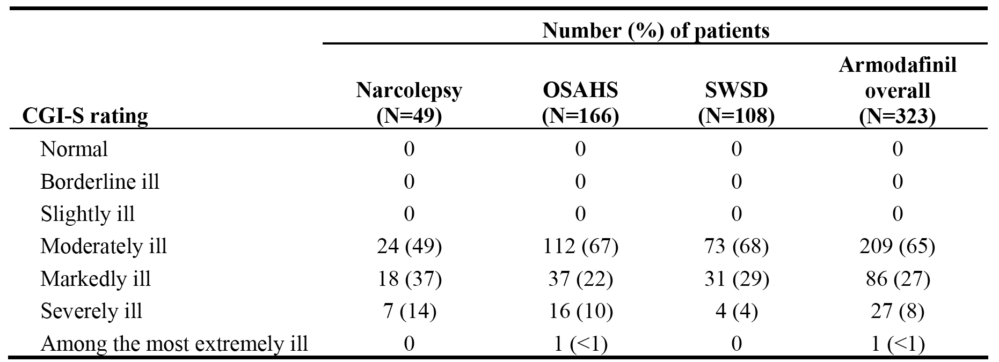 Number (%) of patients
CGI-S rating Narcolepsy (N=49) OSAHS (N=166) SWSD (N=108) Armodafinil overall (N=323)
Normal 0 0 0 0
Borderline ill 0 0 0 0
Slightly ill 0 0 0 0
Moderately ill 24 (49) 112 (67) 73 (68) 209 (65)
Markedly ill 18 (37) 37 (22) 31 (29) 86 (27)
Severely ill 7 (14) 16 (10) 4 (4) 27 (8)
Among the most extremely ill 0 1 (<1) 0 1 (<1)